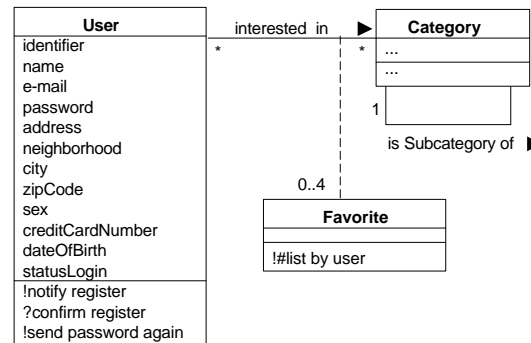 User
identifier
name
e-mail
password
address
neighborhood
city
zipCode
sex
creditCardNumber
dateOfBirth
statusLogin
!notify register
?confirm register
!send password again
interested in ▶
* *
Category
...
...
1
is Subcategory of ▶
0..4
Favorite
!#list by user